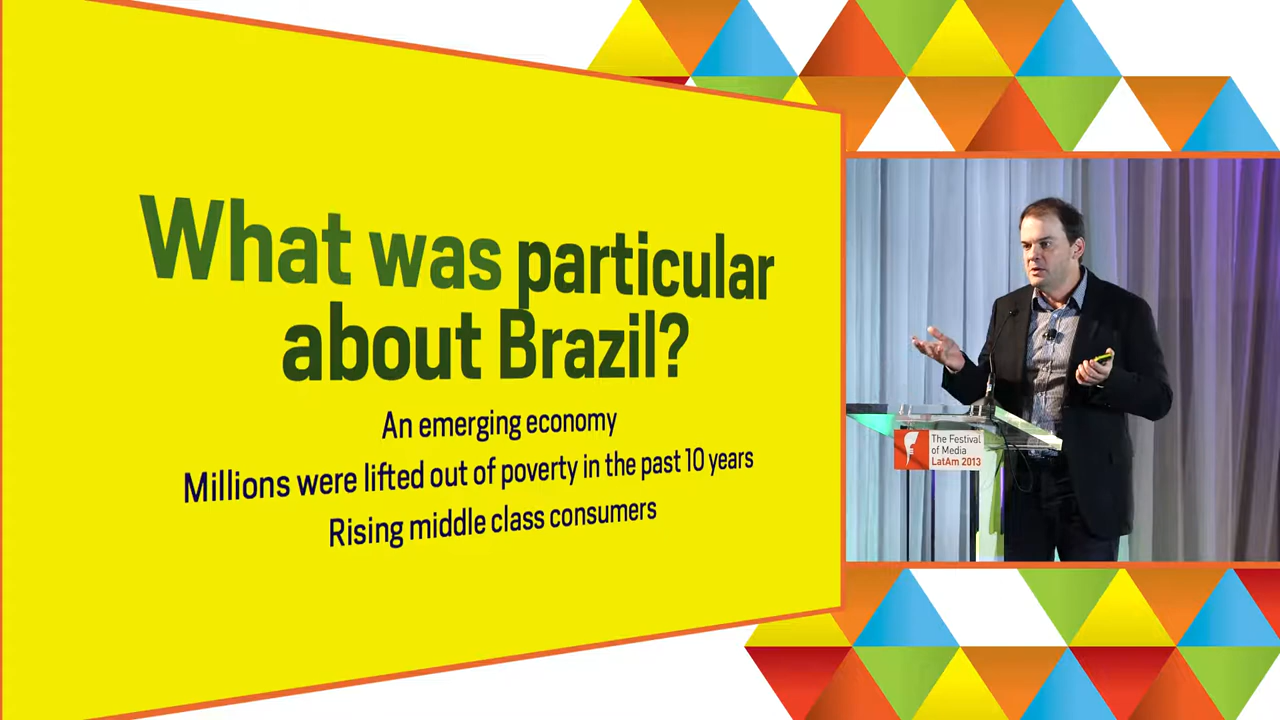 What was particular
about Brazil?
An emerging economy
Millions were lifted out of poverty in the past 10 years
Rising middle class consumers
The Festival
of Media
LatAm 2013